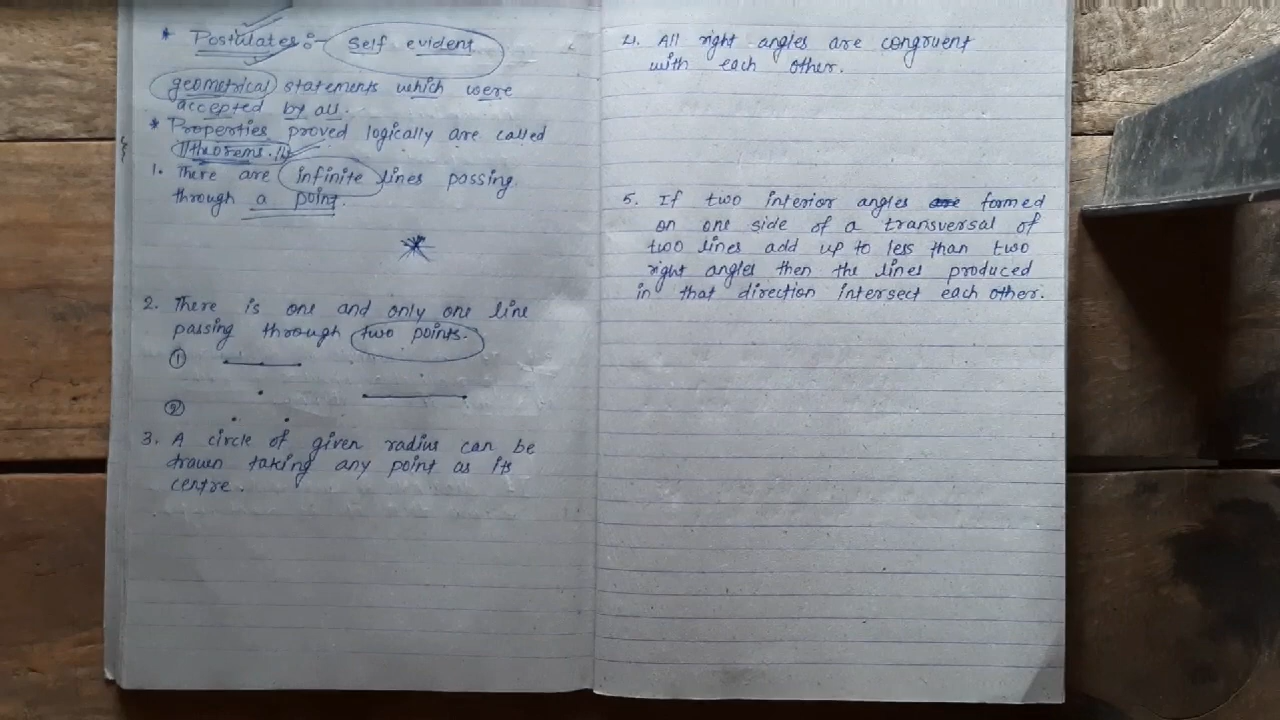 * Postulates :- Self evident
geometrical statements which were
accepted by all.
* Properties proved logically are called
Theorems.
1. There are infinite lines passing
through a point.
2. There is one and only one line
passing through two points.
①
②
3. A circle of given radius can be
drawn taking any point as its
centre.
4. All right angles are congruent
with each other.
5. If two interior angles are formed
on one side of a transversal of
two lines add up to less than two
right angles then the lines produced
in that direction intersect each other.